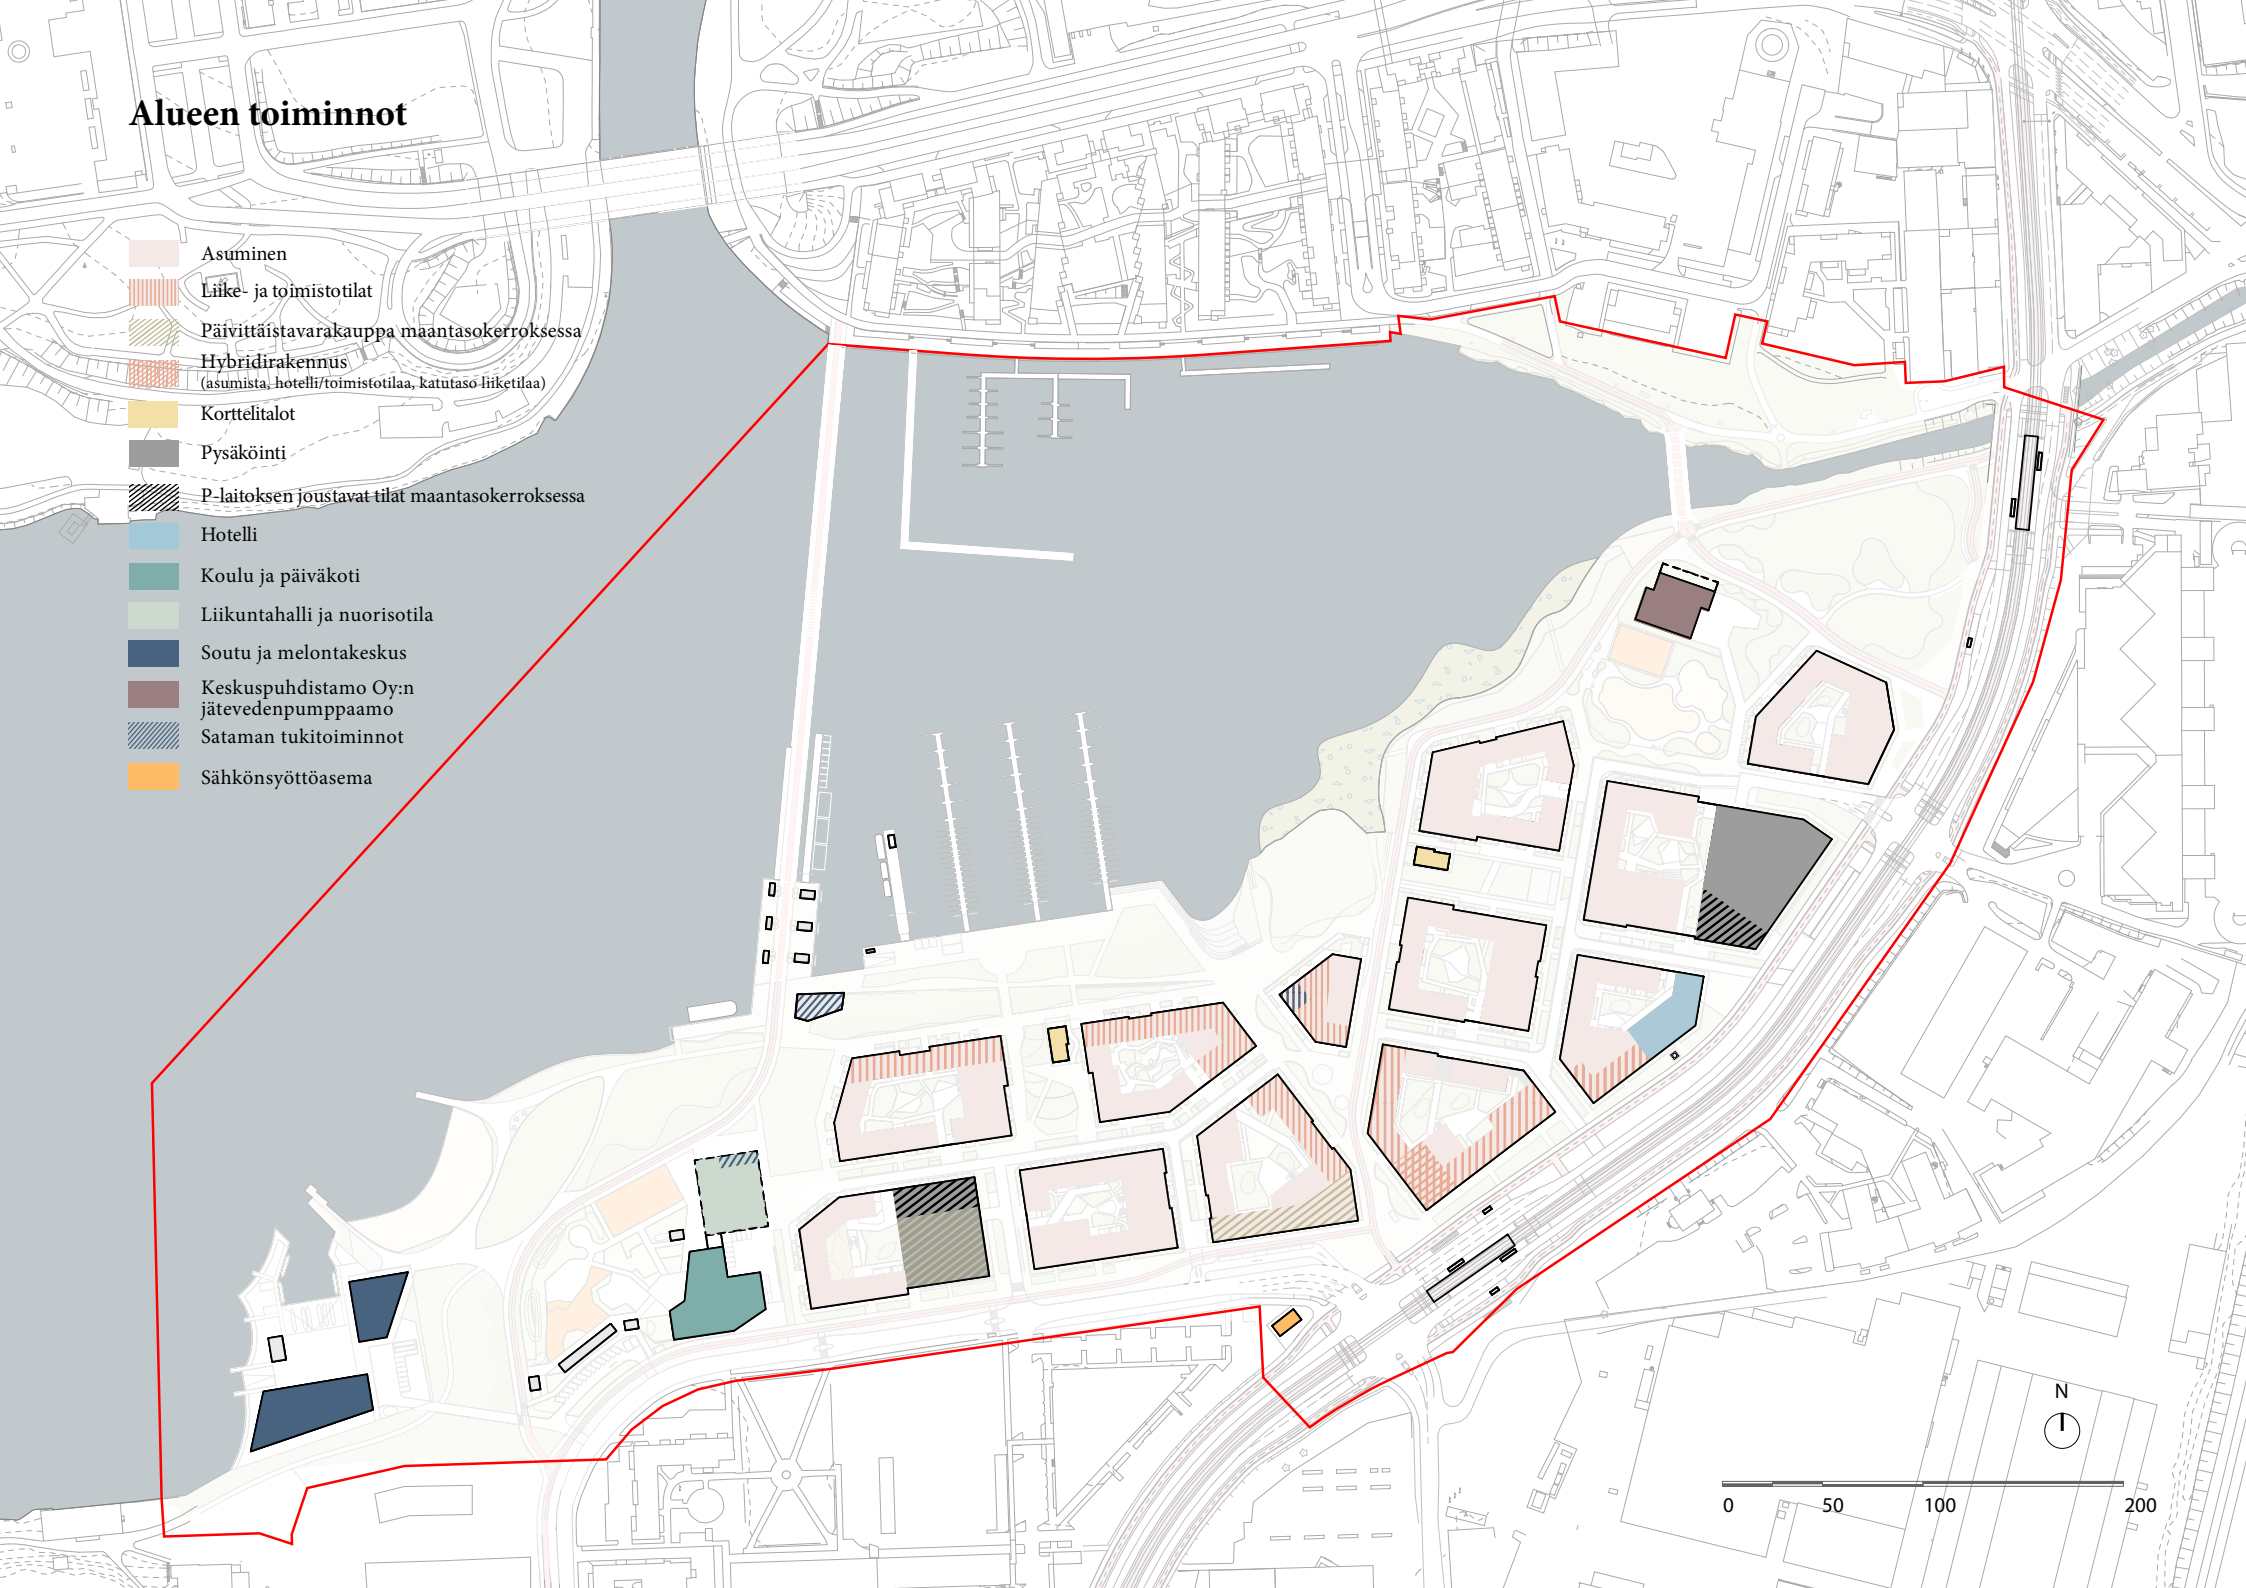 Alueen toiminnot
Asuminen
Liike- ja toimistotilat
Päivittäistavarakauppa maantasokerroksessa
Hybridirakennus
(asumista, hotelli/toimistotilaa, katutaso liiketilaa)
Korttelitalot
Pysäköinti
P-laitoksen joustavat tilat maantasokerroksessa
Hotelli
Koulu ja päiväkoti
Liikuntahalli ja nuorisotila
Soutu ja melontakeskus
Keskuspuhdistamo Oy:n
jätevedenpumppaamo
Sataman tukitoiminnot
Sähkönsyöttöasema
N
0 50 100 200